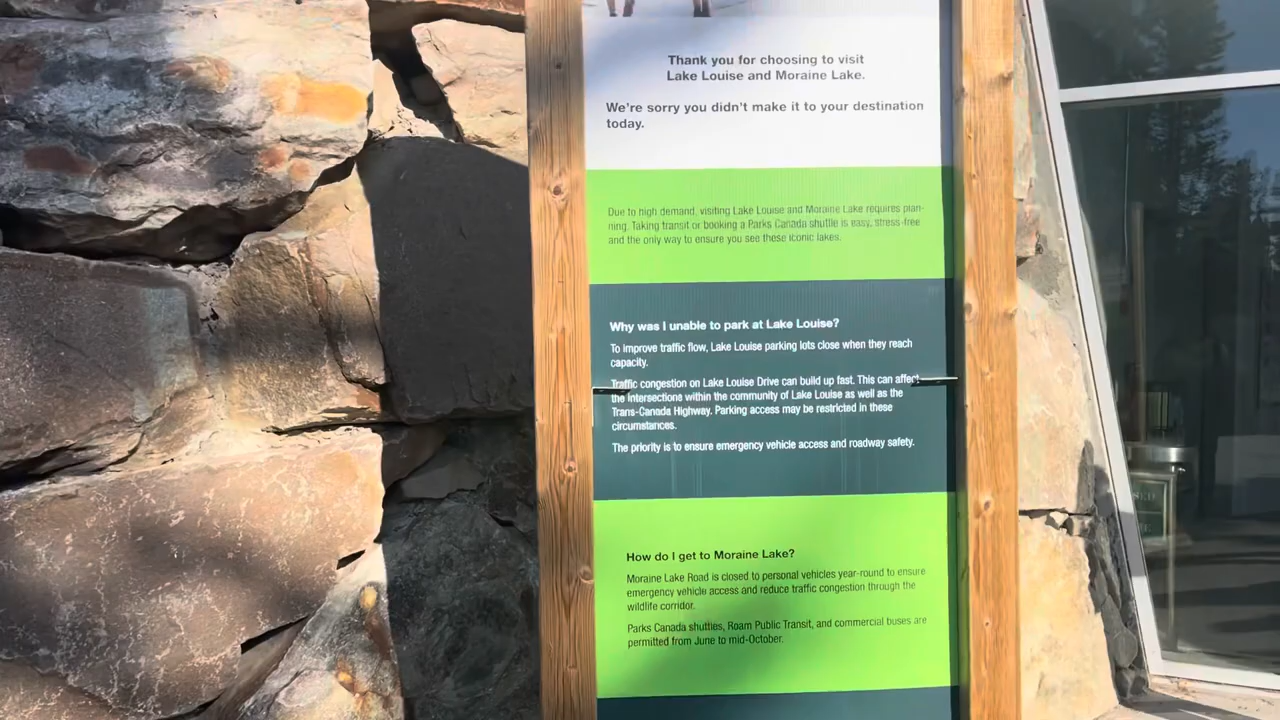 Thank you for choosing to visit
Lake Louise and Moraine Lake.
We're sorry you didn't make it to your destination
today.
Due to high demand, visiting Lake Louise and Moraine Lake requires plan-
ning. Taking transit or booking a Parks Canada shuttle is easy, stress-free
and the only way to ensure you see these iconic lakes.
Why was I unable to park at Lake Louise?
To improve traffic flow, Lake Louise parking lots close when they reach
capacity.
Traffic congestion on Lake Louise Drive can build up fast. This can affect
the intersections within the community of Lake Louise as well as the
Trans-Canada Highway. Parking access may be restricted in these
circumstances.
The priority is to ensure emergency vehicle access and roadway safety.
How do I get to Moraine Lake?
Moraine Lake Road is closed to personal vehicles year-round to ensure
emergency vehicle access and reduce traffic congestion through the
wildlife corridor.
Parks Canada shuttles, Roam Public Transit, and commercial buses are
permitted from June to mid-October.